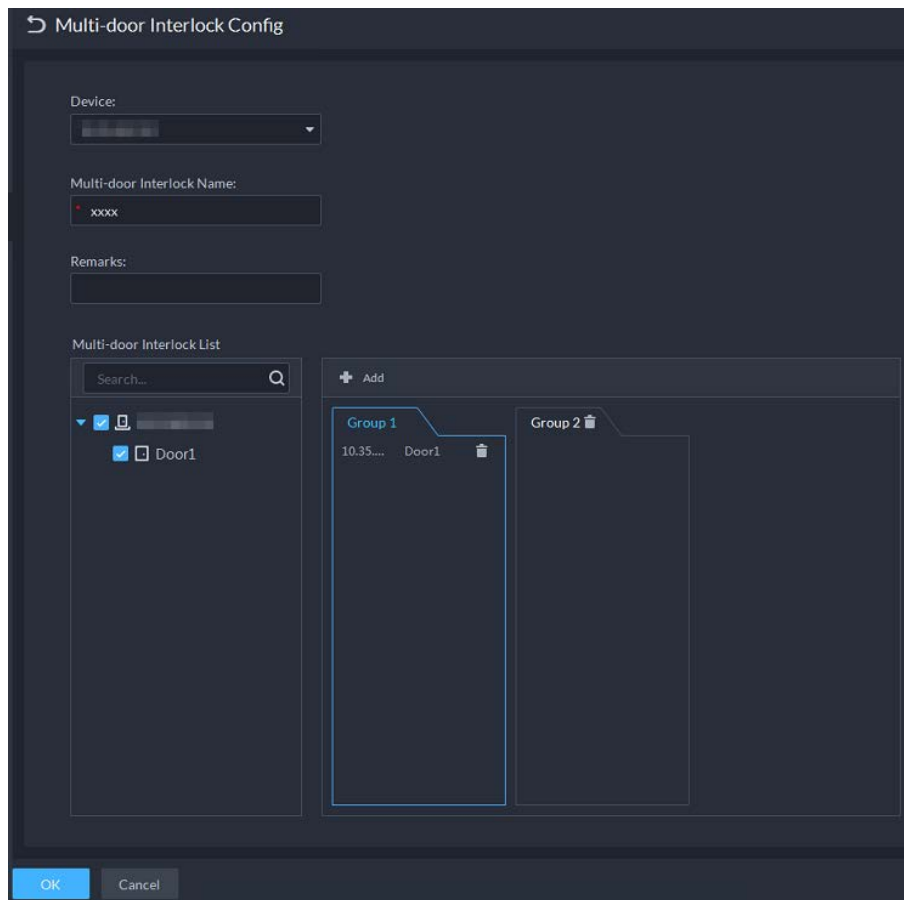 Multi-door Interlock Config
Device:
Multi-door Interlock Name:
* xxxx
Remarks:
Multi-door Interlock List
Search...
Add
Group 1
Group 2
10.35.... Door1
Door1
OK Cancel